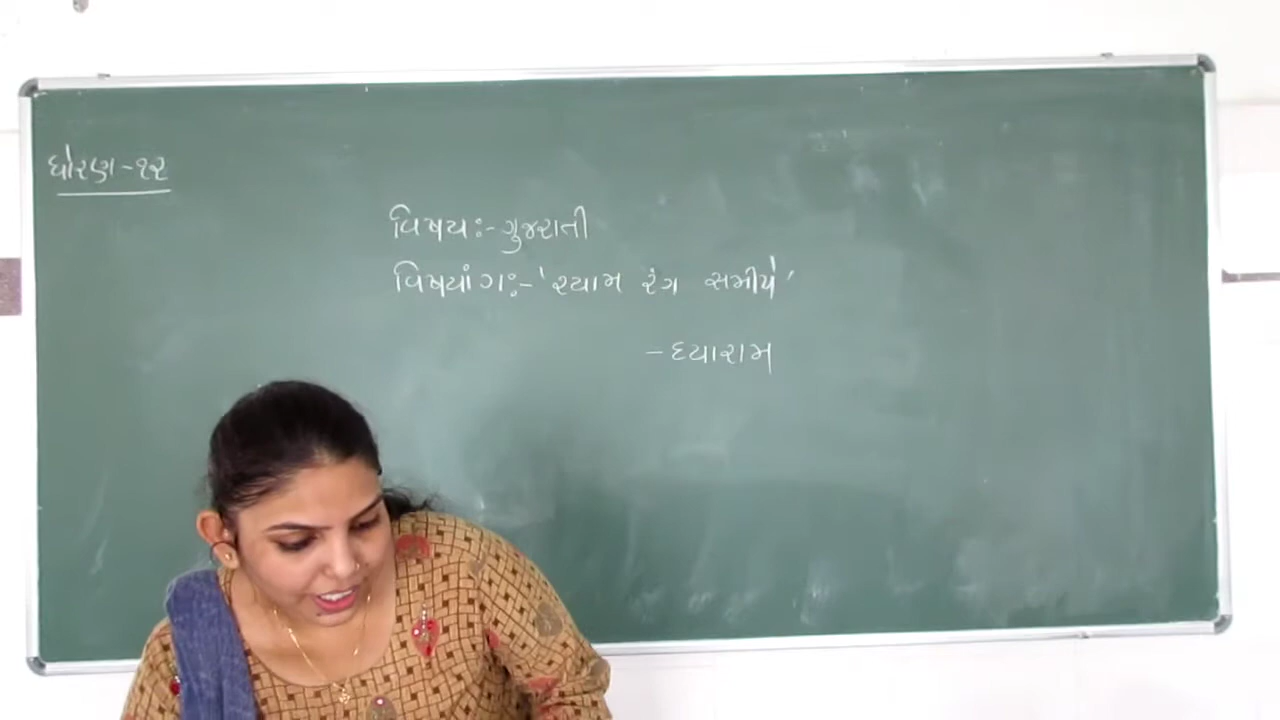 ધોરણ -૧૨
વિષય :- ગુજરાતી
વિષયાંગ :- 'શ્યામ રંગ સમીપે'
- દયારામ